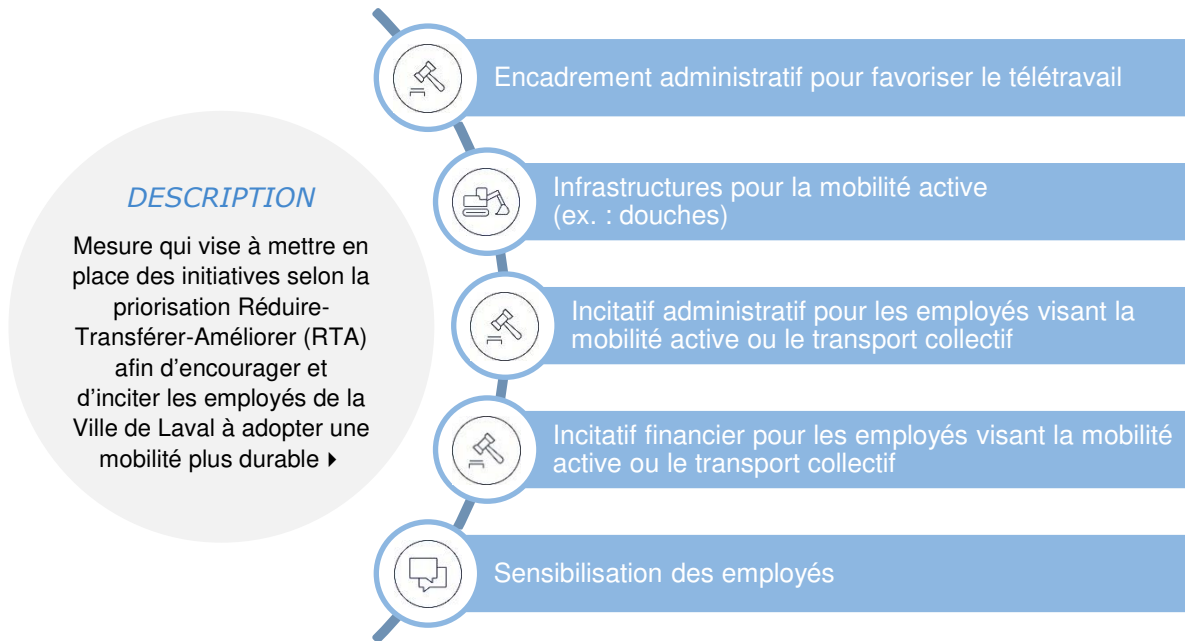 DESCRIPTION
Mesure qui vise à mettre en
place des initiatives selon la
priorisation Réduire-
Transférer-Améliorer (RTA)
afin d’encourager et
d’inciter les employés de la
Ville de Laval à adopter une
mobilité plus durable
Encadrement administratif pour favoriser le télétravail
Infrastructures pour la mobilité active
(ex. : douches)
Incitatif administratif pour les employés visant la
mobilité active ou le transport collectif
Incitatif financier pour les employés visant la mobilité
active ou le transport collectif
Sensibilisation des employés